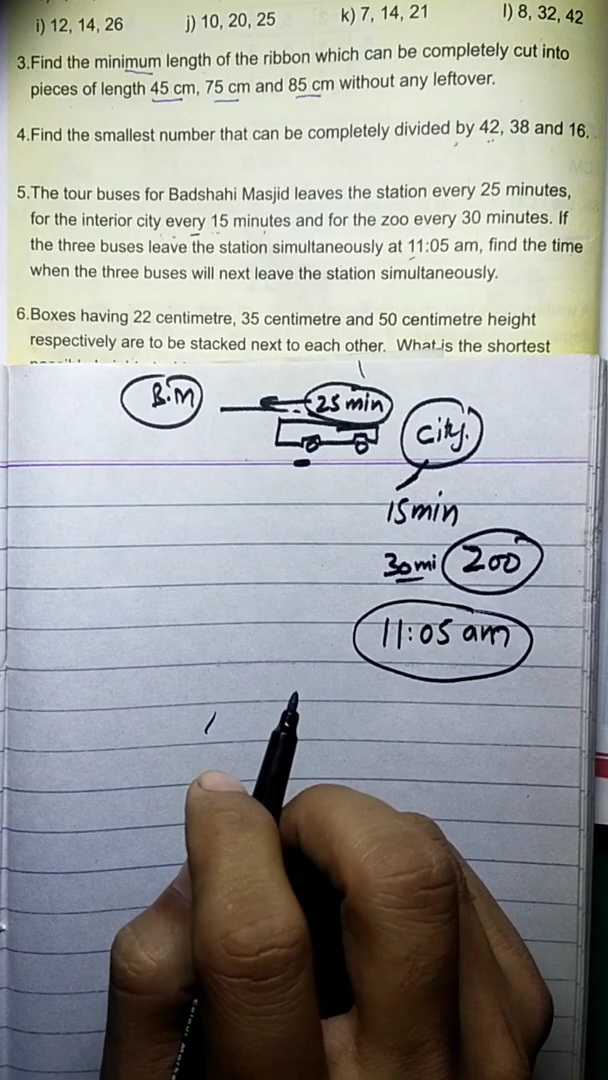 i) 12, 14, 26 j) 10, 20, 25 k) 7, 14, 21 l) 8, 32, 42
3.Find the minimum length of the ribbon which can be completely cut into
pieces of length 45 cm, 75 cm and 85 cm without any leftover.
4.Find the smallest number that can be completely divided by 42, 38 and 16.
5.The tour buses for Badshahi Masjid leaves the station every 25 minutes,
for the interior city every 15 minutes and for the zoo every 30 minutes. If
the three buses leave the station simultaneously at 11:05 am, find the time
when the three buses will next leave the station simultaneously.
6.Boxes having 22 centimetre, 35 centimetre and 50 centimetre height
respectively are to be stacked next to each other. What is the shortest
B.M 25 min
city.
15min
30mi Zoo
11:05 am